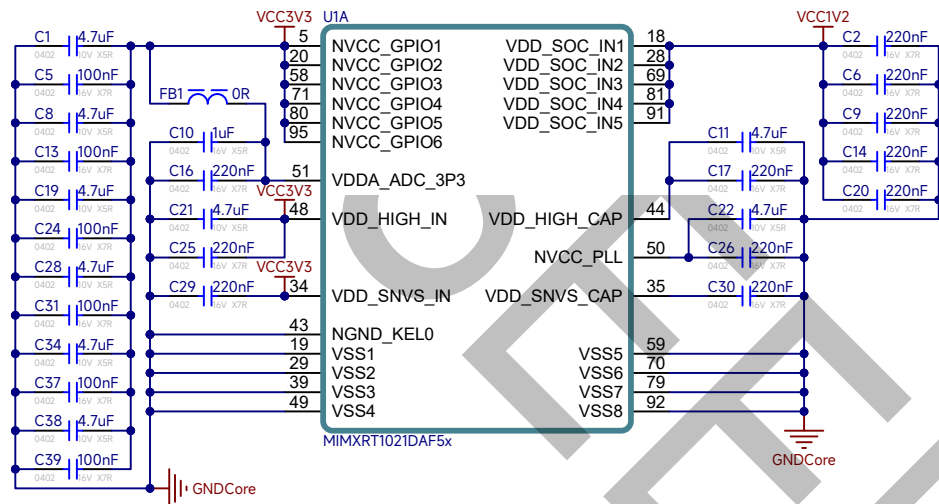 VCC3V3 U1A VCC1V2
C1 4.7uF 5 NVCC_GPIO1 VDD_SOC_IN1 18 C2 220nF
0402 10V X5R 20 NVCC_GPIO2 VDD_SOC_IN2 28 0402 16V X7R
C5 100nF 58 NVCC_GPIO3 VDD_SOC_IN3 69 C6 220nF
0402 16V X7R 71 NVCC_GPIO4 VDD_SOC_IN4 81 0402 16V X7R
C8 4.7uF FB1 0R 80 NVCC_GPIO5 VDD_SOC_IN5 91 C9 220nF
0402 10V X5R 95 NVCC_GPIO6 0402 16V X7R
C13 100nF C10 1uF C11 4.7uF C14 220nF
0402 16V X7R 0402 16V X5R 0402 10V X5R 0402 16V X7R
C19 4.7uF C16 220nF 51 VDDA_ADC_3P3 C17 220nF C20 220nF
0402 10V X5R 0402 16V X7R VCC3V3 0402 16V X7R 0402 16V X7R
C24 100nF C21 4.7uF 48 VDD_HIGH_IN VDD_HIGH_CAP 44 C22 4.7uF
0402 16V X7R 0402 10V X5R 0402 10V X5R
C28 4.7uF C25 220nF NVCC_PLL 50 C26 220nF
0402 10V X5R 0402 16V X7R VCC3V3 0402 16V X7R
C31 100nF C29 220nF 34 VDD_SNVS_IN VDD_SNVS_CAP 35 C30 220nF
0402 16V X7R 0402 16V X7R 0402 16V X7R
C34 4.7uF 43 NGND_KEL0
0402 10V X5R 19 VSS1 VSS5 59
C37 100nF 29 VSS2 VSS6 70
0402 16V X7R 39 VSS3 VSS7 79
C38 4.7uF 49 VSS4 VSS8 92
0402 10V X5R MIMXRT1021DAF5x
C39 100nF GNDCore
0402 16V X7R
GNDCore